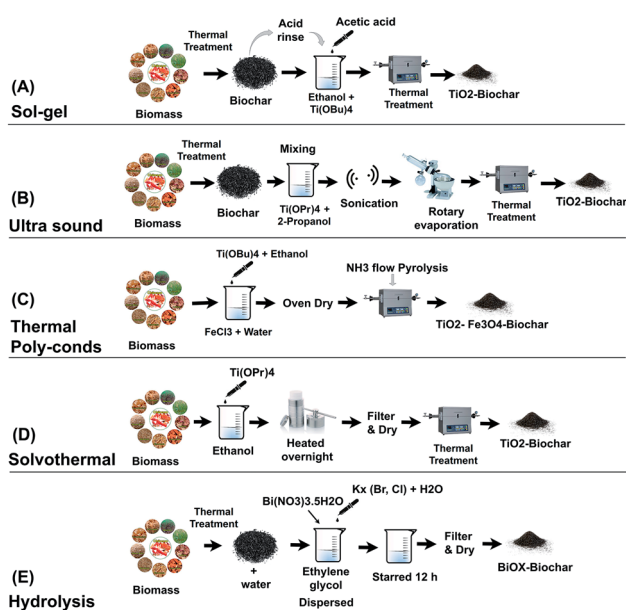 (A)
Sol-gel
Biomass
Thermal
Treatment
Biochar
Acid
rinse
Acetic acid
Ethanol +
Ti(OBu)4
Thermal
Treatment
TiO2-Biochar
(B)
Ultra sound
Biomass
Thermal
Treatment
Biochar
Mixing
Ti(OPr)4 +
2-Propanol
Sonication
Rotary
evaporation
Thermal
Treatment
TiO2-Biochar
(C)
Thermal
Poly-conds
Biomass
Ti(OBu)4 + Ethanol
FeCl3 + Water
Oven Dry
NH3 flow Pyrolysis
TiO2- Fe3O4-Biochar
(D)
Solvothermal
Biomass
Ti(OPr)4
Ethanol
Heated
overnight
Filter
& Dry
Thermal
Treatment
TiO2-Biochar
(E)
Hydrolysis
Biomass
Thermal
Treatment
+
water
Bi(NO3)3.5H2O
Kx (Br, Cl) + H2O
Ethylene
glycol
Dispersed
Starred 12 h
Filter
& Dry
BiOX-Biochar